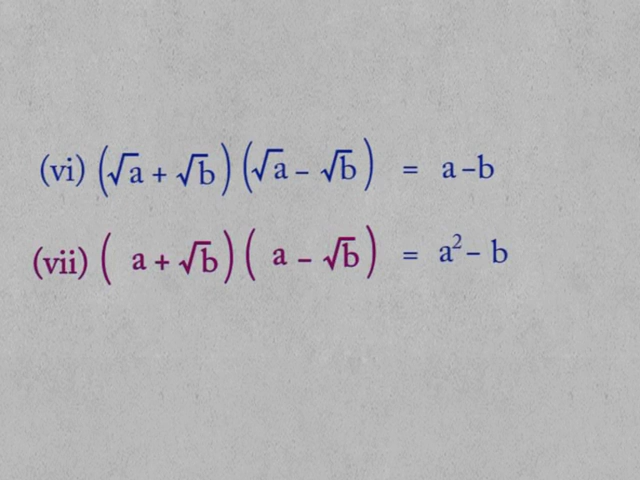 (vi) (√a + √b) (√a - √b) = a-b
(vii) ( a + √b) ( a - √b) = a² - b